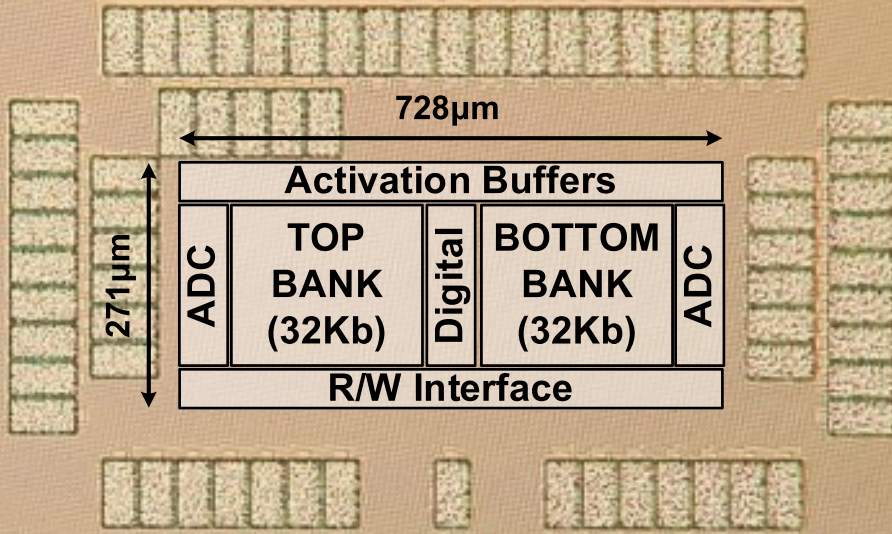 728µm
271µm
Activation Buffers
ADC
TOP
BANK
(32Kb)
Digital
BOTTOM
BANK
(32Kb)
ADC
R/W Interface